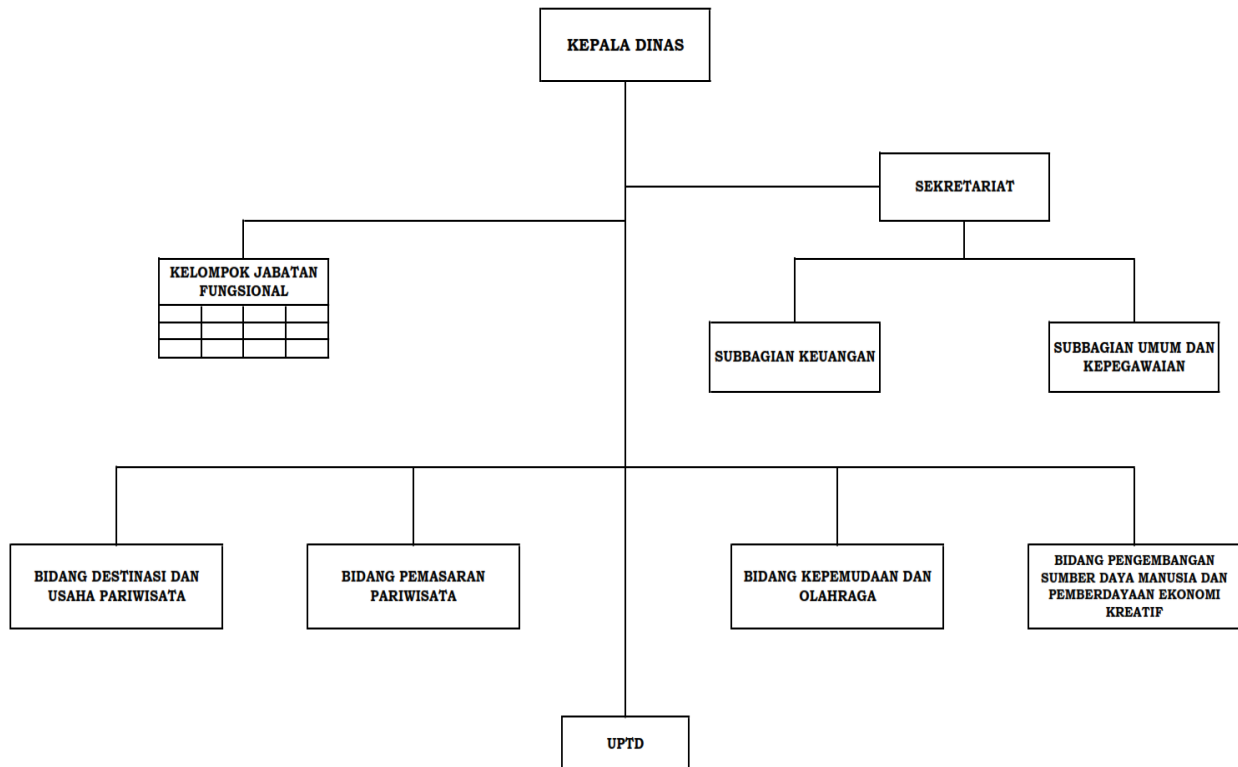 KEPALA DINAS
SEKRETARIAT
KELOMPOK JABATAN
FUNGSIONAL
SUBBAGIAN KEUANGAN
SUBBAGIAN UMUM DAN
KEPEGAWAIAN
BIDANG DESTINASI DAN
USAHA PARIWISATA
BIDANG PEMASARAN
PARIWISATA
BIDANG KEPEMUDAAN DAN
OLAHRAGA
BIDANG PENGEMBANGAN
SUMBER DAYA MANUSIA DAN
PEMBERDAYAAN EKONOMI
KREATIF
UPTD